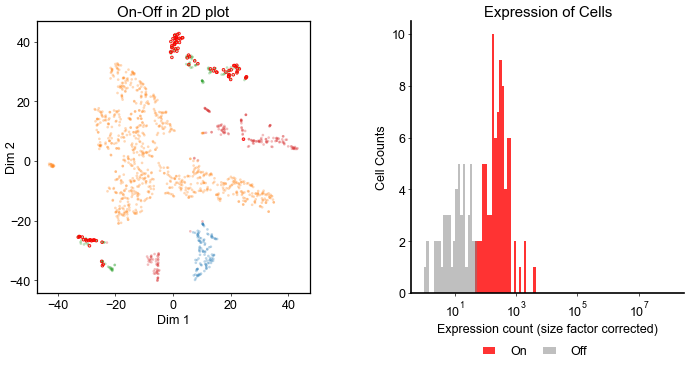 On-Off in 2D plot
40
20
0
−20
−40
Dim 2
−40 −20 0 20 40
Dim 1
Expression of Cells
10
8
6
4
2
0
Cell Counts
10^1 10^3 10^5 10^7
Expression count (size factor corrected)
On Off